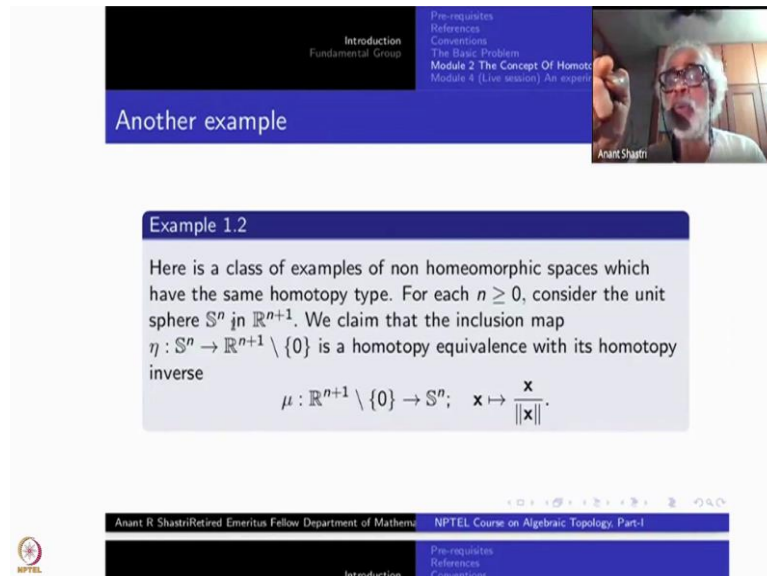 Introduction
Fundamental Group
Pre-requisites
References
Conventions
The Basic Problem
Module 2 The Concept Of Homoto
Module 4 (Live session) An experin
Another example
Anant Shastri
Example 1.2
Here is a class of examples of non homeomorphic spaces which
have the same homotopy type. For each n ≥ 0, consider the unit
sphere 𝕊ⁿ in ℝⁿ⁺¹. We claim that the inclusion map
η : 𝕊ⁿ → ℝⁿ⁺¹ \ {0} is a homotopy equivalence with its homotopy
inverse
μ : ℝⁿ⁺¹ \ {0} → 𝕊ⁿ; x ↦ x / ‖x‖.
Anant R ShastriRetired Emeritus Fellow Department of Mathema
NPTEL Course on Algebraic Topology, Part-I
Introduction
Pre-requisites
References
Conventions
NPTEL